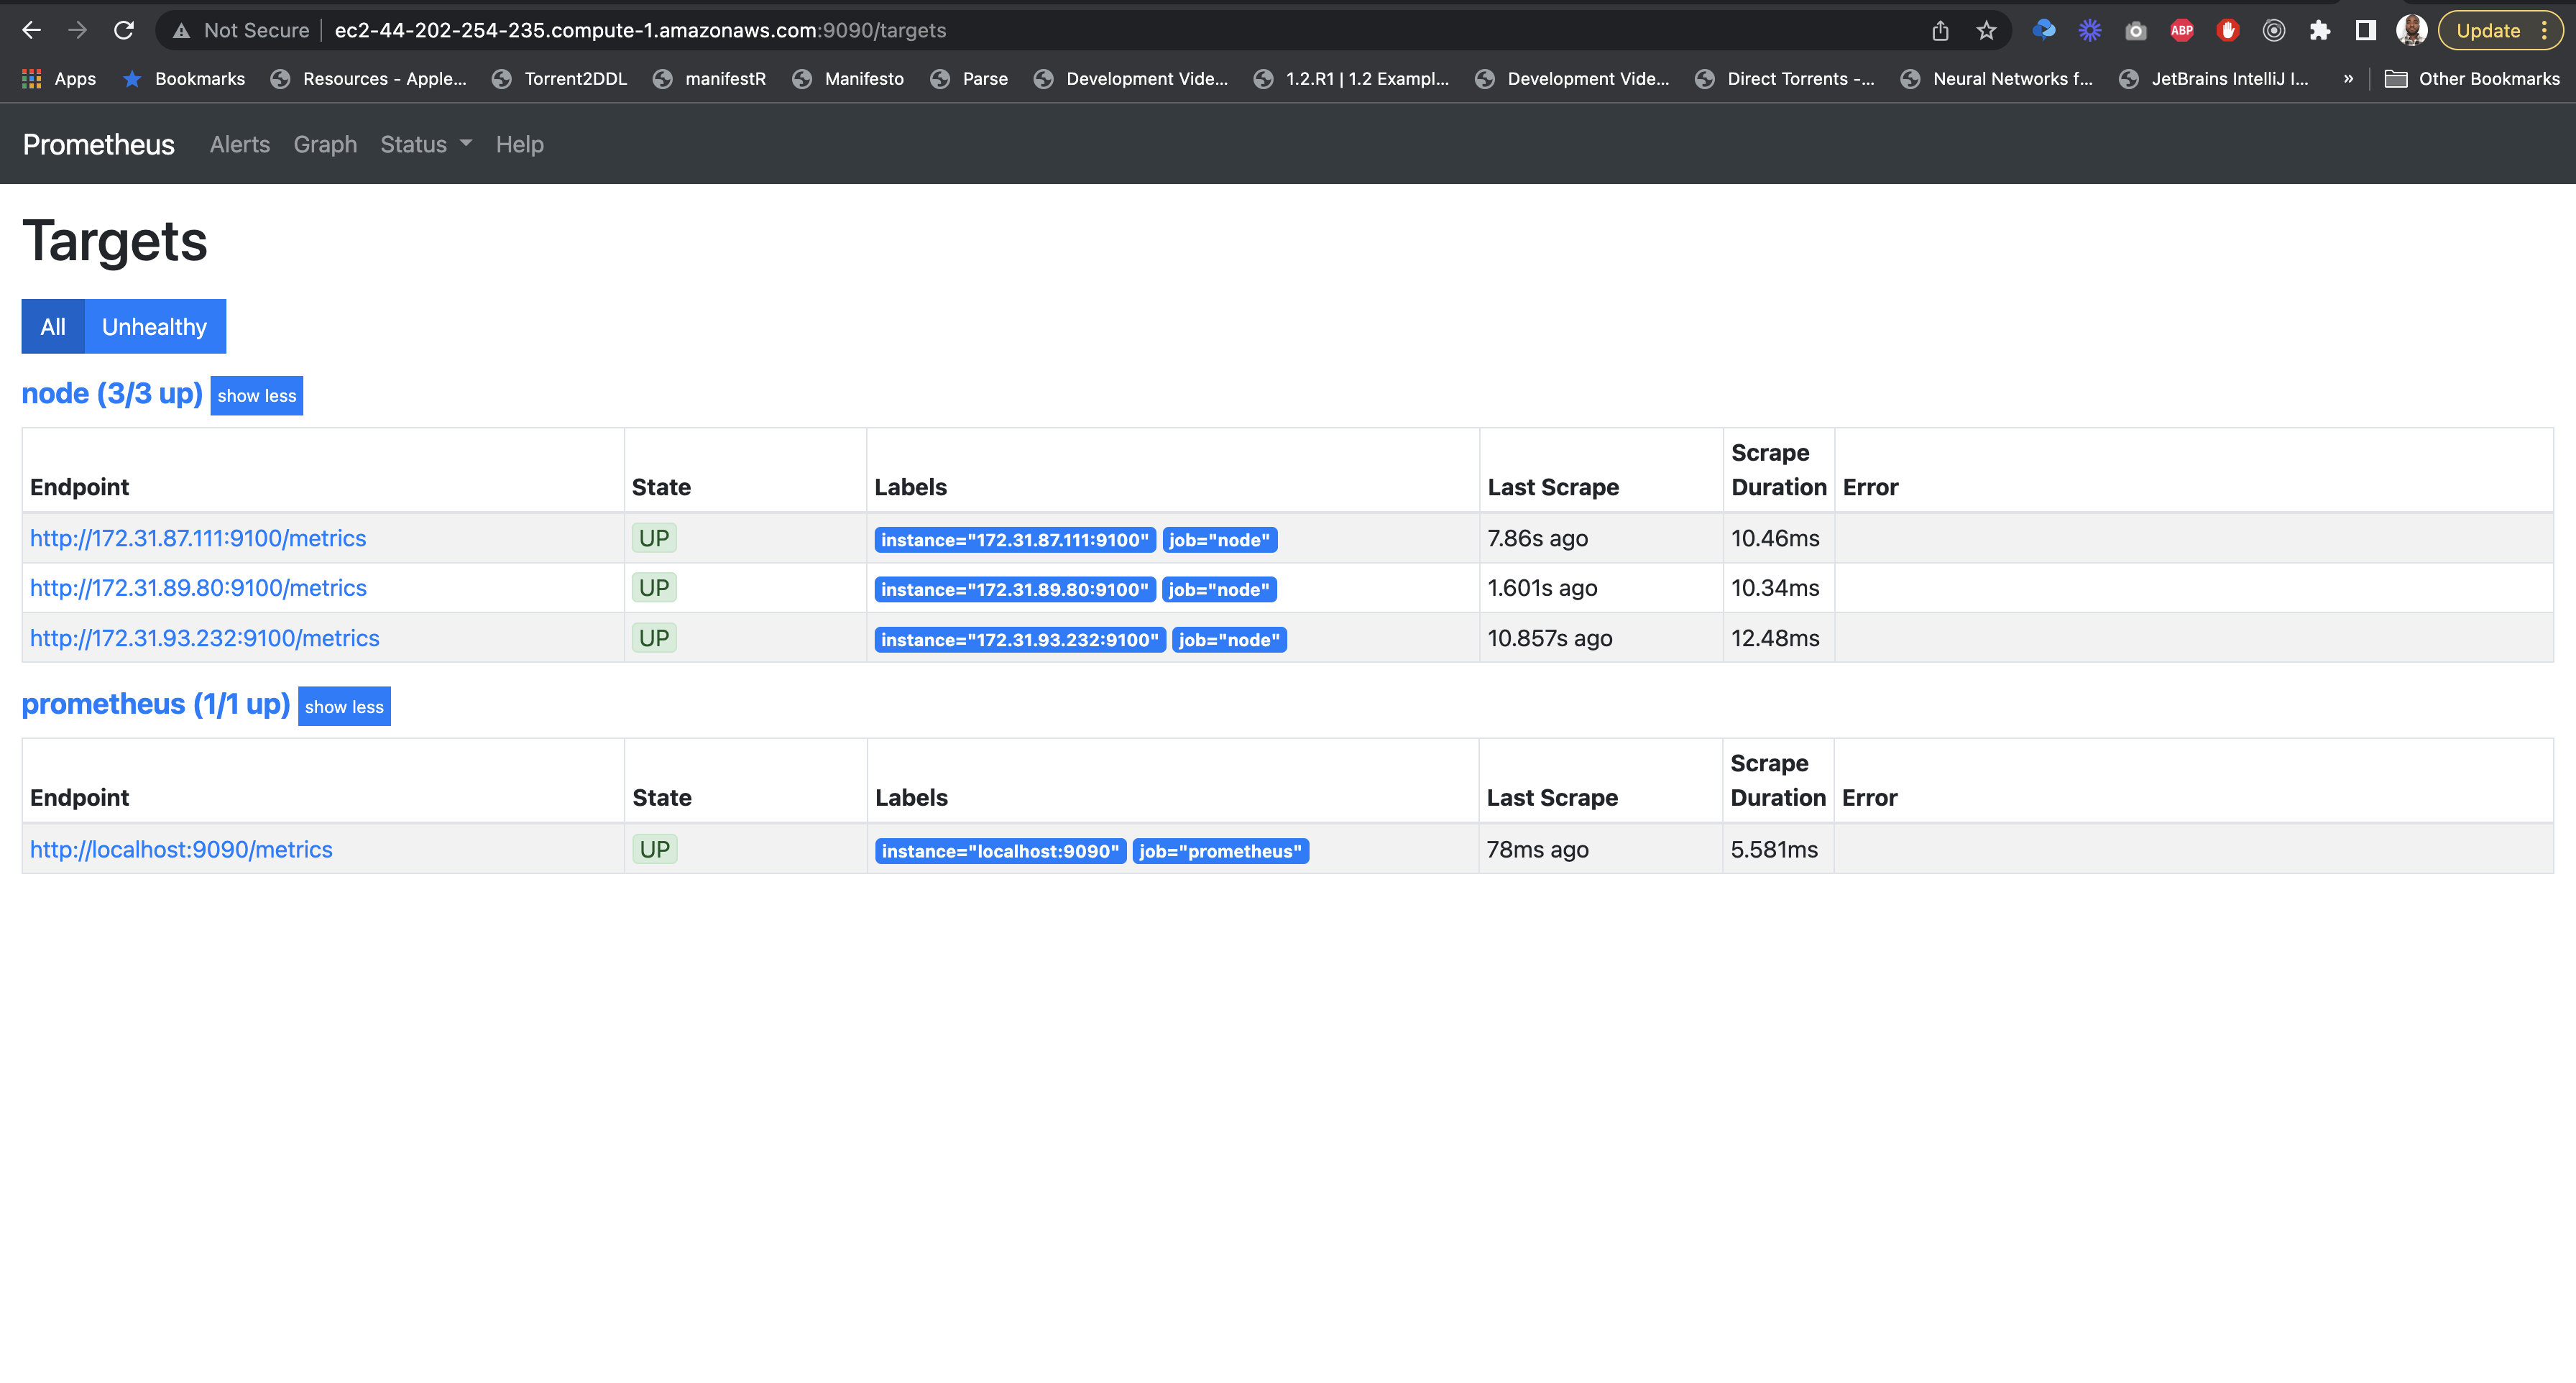 Not Secure ec2-44-202-254-235.compute-1.amazonaws.com:9090/targets ABP Update
Apps Bookmarks Resources - Apple... Torrent2DDL manifestR Manifesto Parse Development Vide... 1.2.R1 | 1.2 Exampl... Development Vide... Direct Torrents -... Neural Networks f... JetBrains IntelliJ I... » Other Bookmarks
Prometheus Alerts Graph Status Help
Targets
All Unhealthy
node (3/3 up) show less
Endpoint State Labels Last Scrape Scrape Duration Error
http://172.31.87.111:9100/metrics UP instance="172.31.87.111:9100" job="node" 7.86s ago 10.46ms
http://172.31.89.80:9100/metrics UP instance="172.31.89.80:9100" job="node" 1.601s ago 10.34ms
http://172.31.93.232:9100/metrics UP instance="172.31.93.232:9100" job="node" 10.857s ago 12.48ms
prometheus (1/1 up) show less
Endpoint State Labels Last Scrape Scrape Duration Error
http://localhost:9090/metrics UP instance="localhost:9090" job="prometheus" 78ms ago 5.581ms